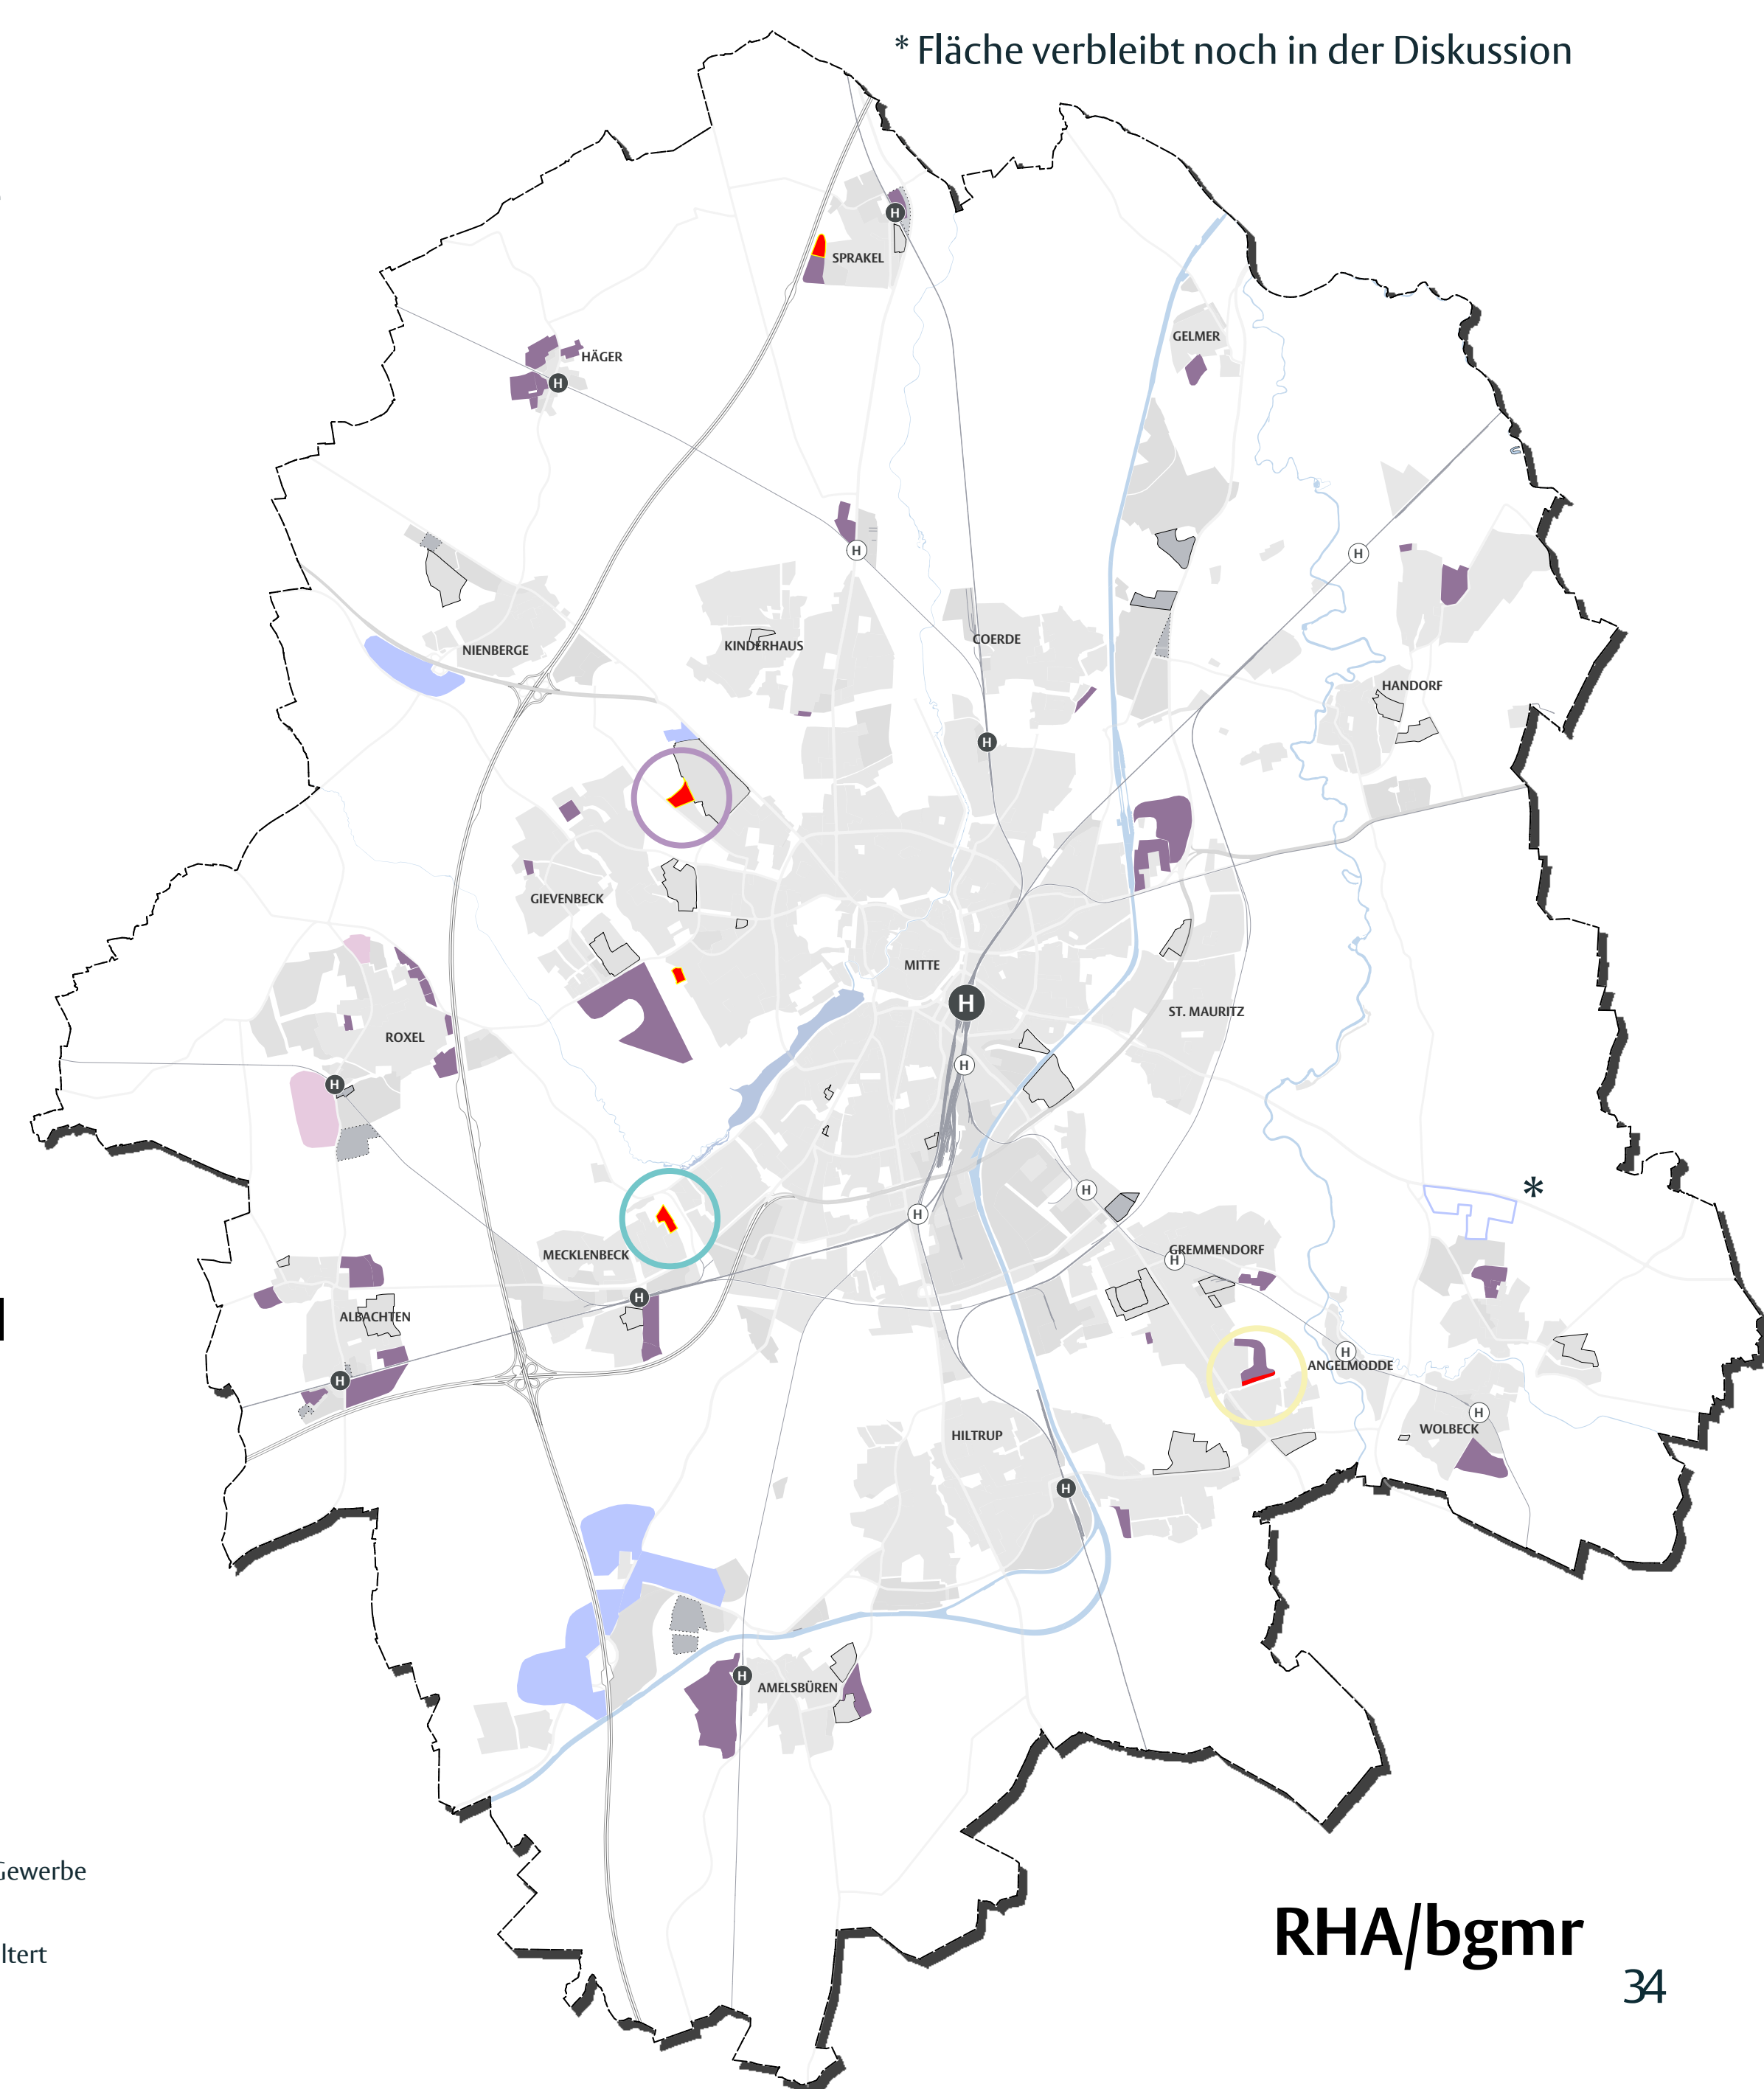 * Fläche verbleibt noch in der Diskussion
H
SPRAKEL
GELMER
HÄGER
H
H
H
NIENBERGE
KINDERHAUS
COERDE
HANDORF
H
GIEVENBECK
MITTE
H
ST. MAURITZ
ROXEL
H
H
*
H
H
MECKLENBECK
GREMMENDORF
H
H
ALBACHTEN
H
ANGELMODDE
H
H
WOLBECK
HILTRUP
H
H
AMELSBÜREN
Gewerbe
RHA/bgmr
ltert
34